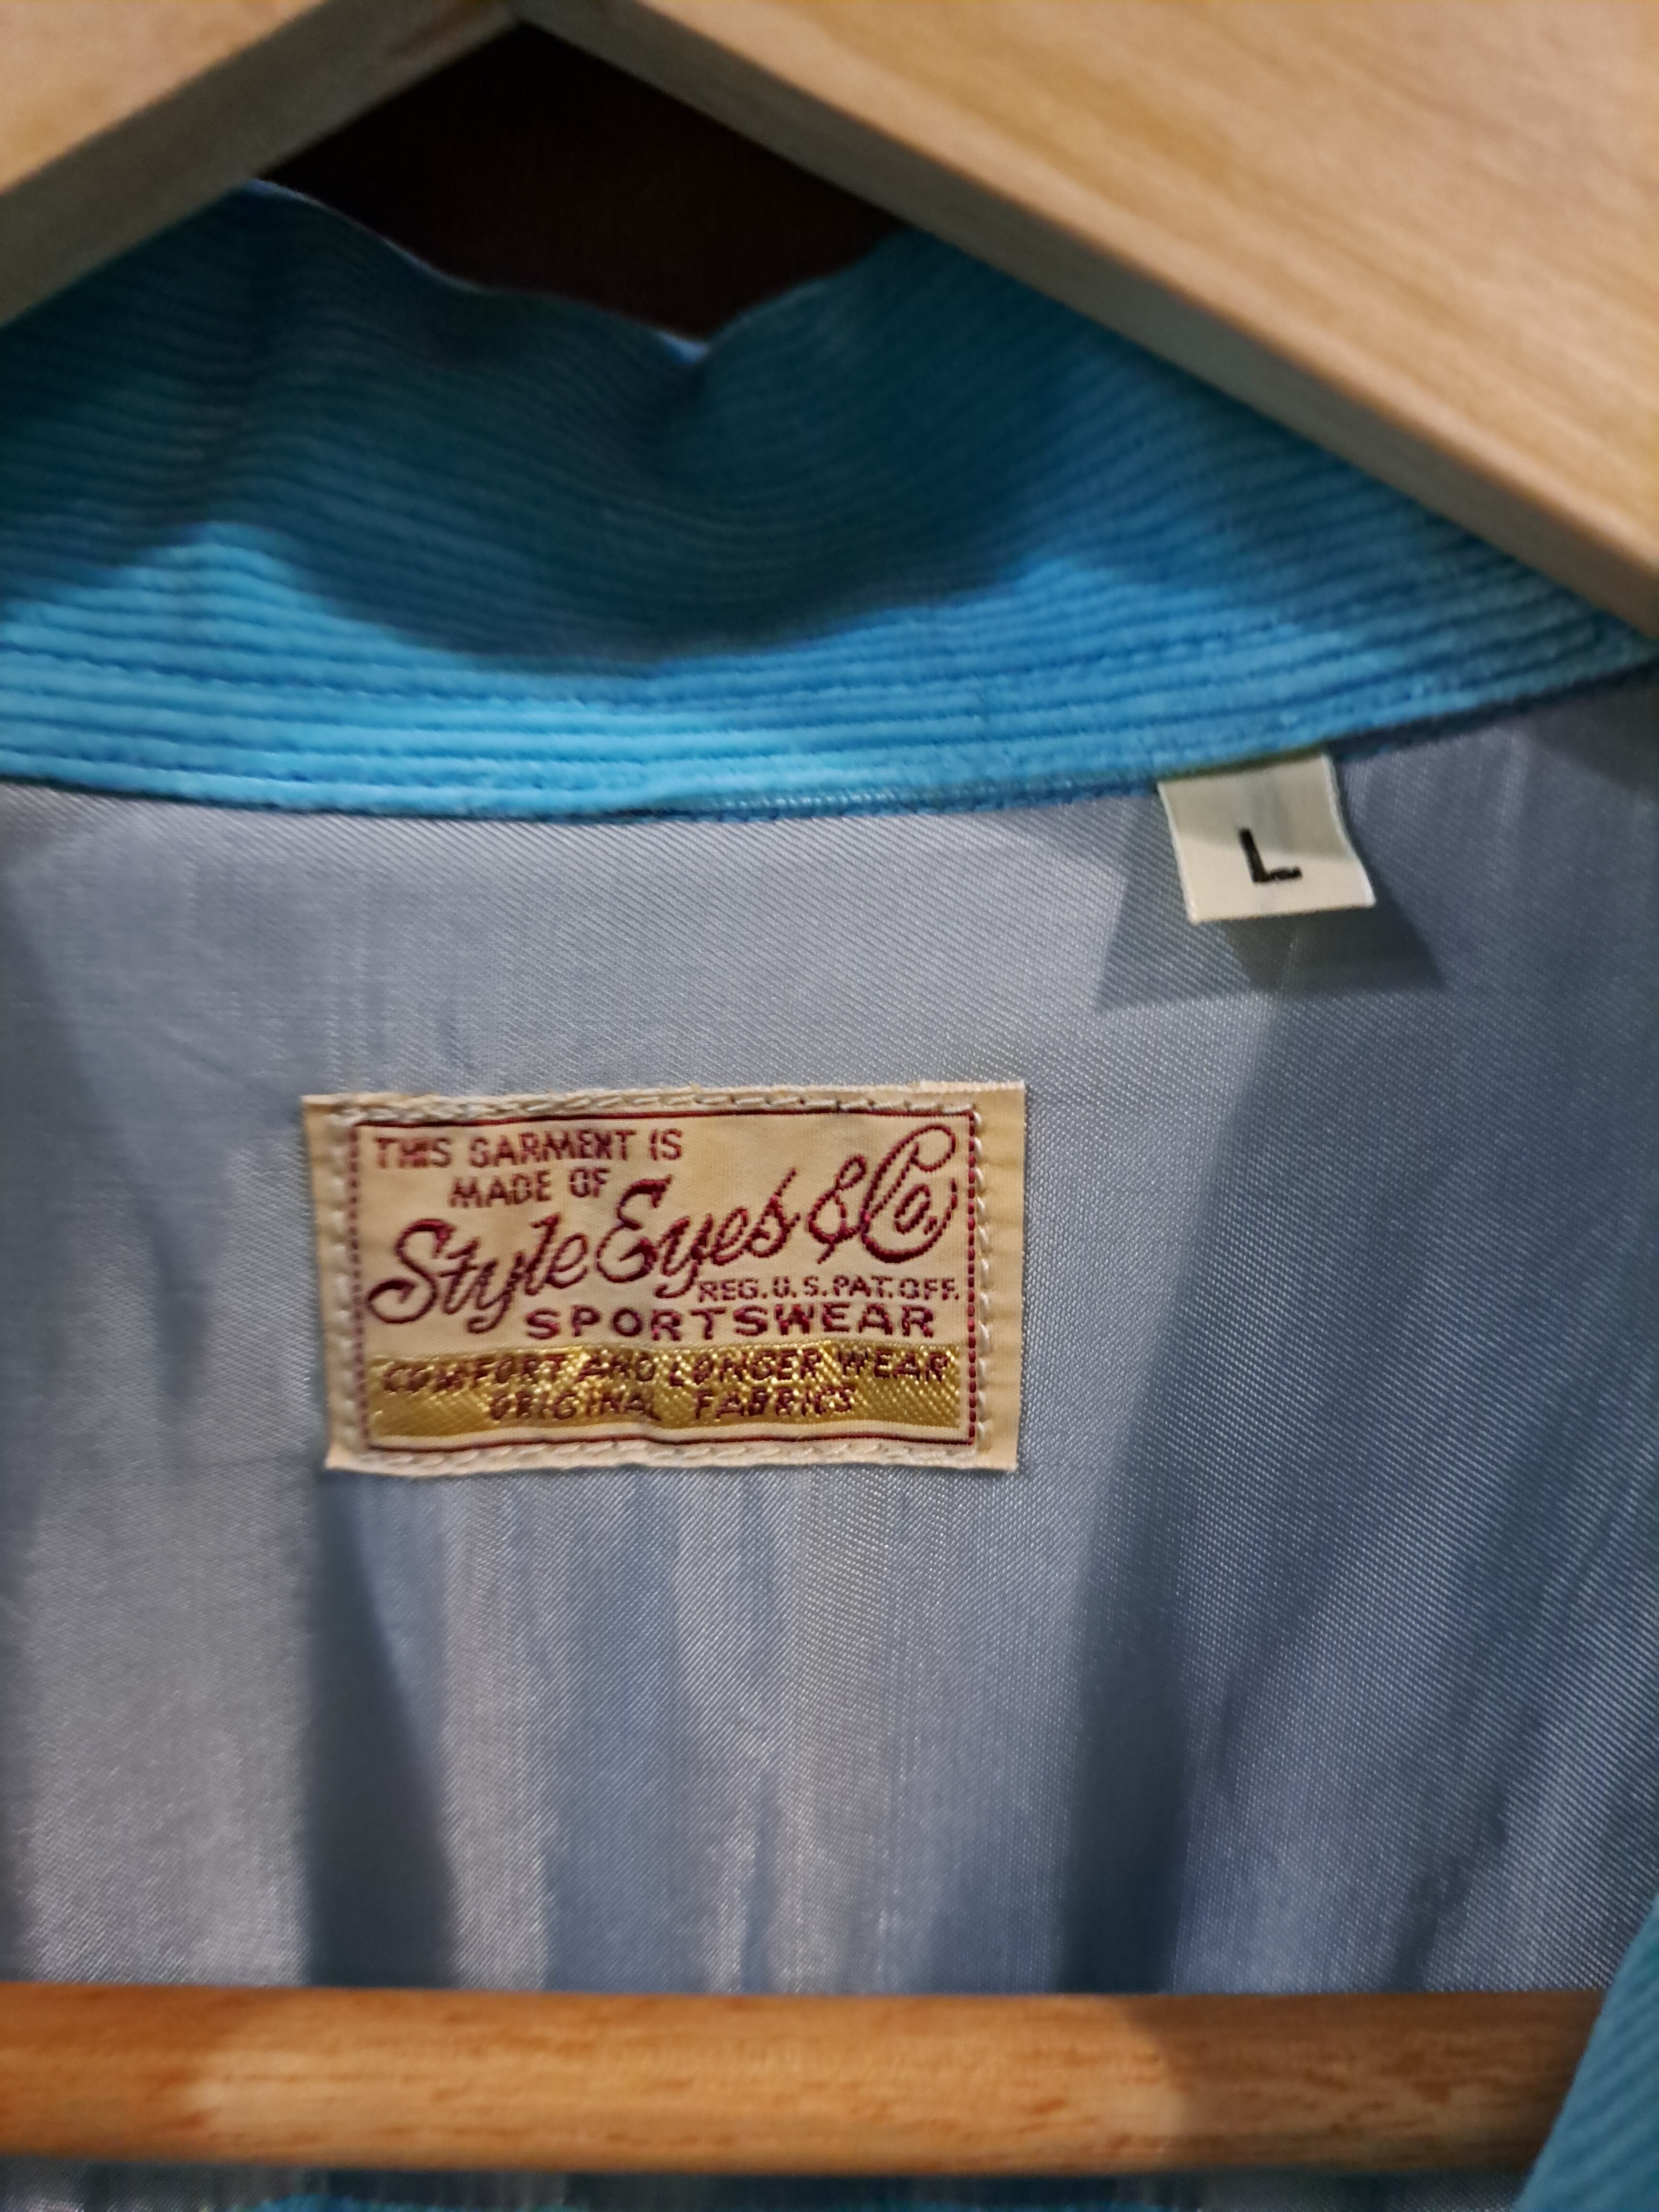 L
THIS GARMENT IS
MADE OF
Style Eyes & Co.
REG. U.S. PAT. OFF.
SPORTSWEAR
COMFORT AND LONGER WEAR
ORIGINAL FABRICS